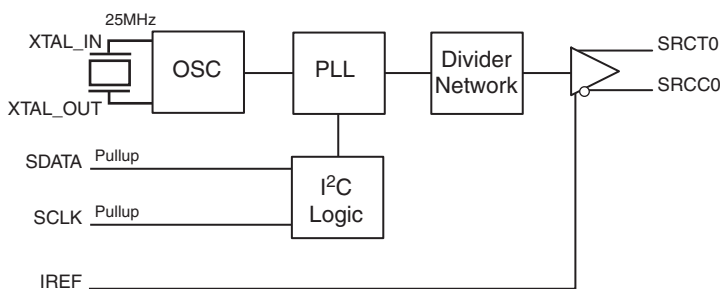 25MHz
XTAL_IN
XTAL_OUT
OSC
PLL
Divider
Network
SRCT0
SRCC0
SDATA
Pullup
SCLK
Pullup
I²C
Logic
IREF